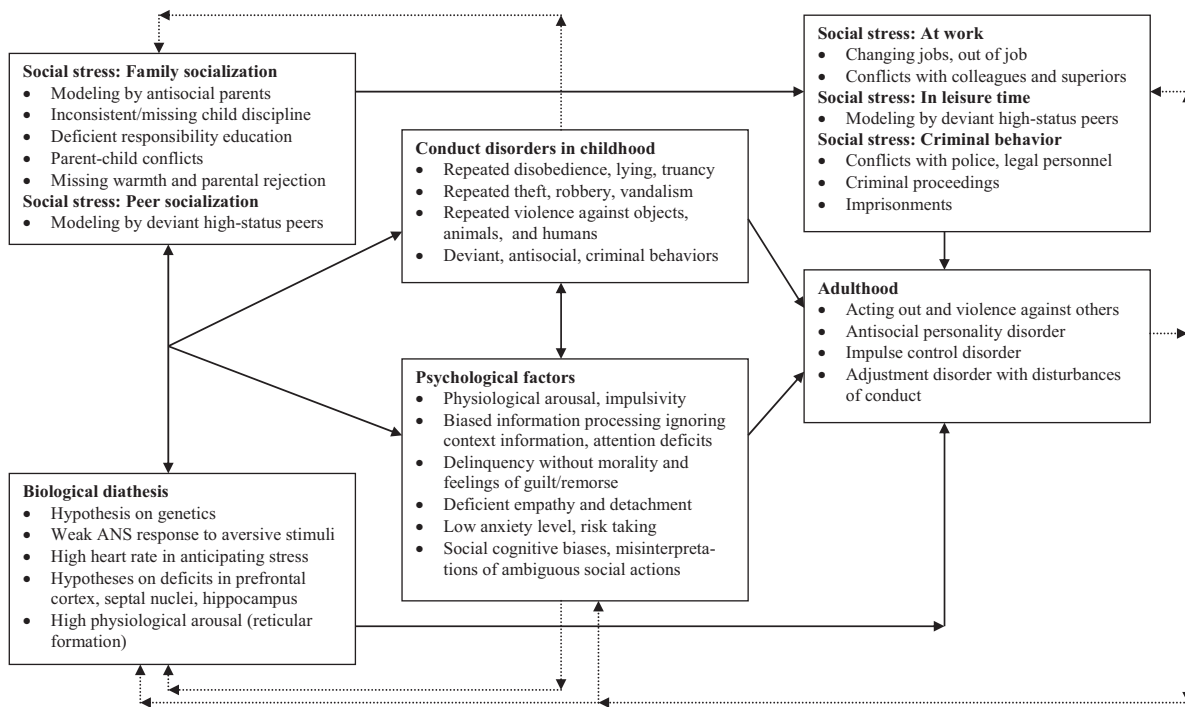 Social stress: Family socialization
• Modeling by antisocial parents
• Inconsistent/missing child discipline
• Deficient responsibility education
• Parent-child conflicts
• Missing warmth and parental rejection
Social stress: Peer socialization
• Modeling by deviant high-status peers
Conduct disorders in childhood
• Repeated disobedience, lying, truancy
• Repeated theft, robbery, vandalism
• Repeated violence against objects,
animals, and humans
• Deviant, antisocial, criminal behaviors
Social stress: At work
• Changing jobs, out of job
• Conflicts with colleagues and superiors
Social stress: In leisure time
• Modeling by deviant high-status peers
Social stress: Criminal behavior
• Conflicts with police, legal personnel
• Criminal proceedings
• Imprisonments
Adulthood
• Acting out and violence against others
• Antisocial personality disorder
• Impulse control disorder
• Adjustment disorder with disturbances
of conduct
Psychological factors
• Physiological arousal, impulsivity
• Biased information processing ignoring
context information, attention deficits
• Delinquency without morality and
feelings of guilt/remorse
• Deficient empathy and detachment
• Low anxiety level, risk taking
• Social cognitive biases, misinterpreta-
tions of ambiguous social actions
Biological diathesis
• Hypothesis on genetics
• Weak ANS response to aversive stimuli
• High heart rate in anticipating stress
• Hypotheses on deficits in prefrontal
cortex, septal nuclei, hippocampus
• High physiological arousal (reticular
formation)